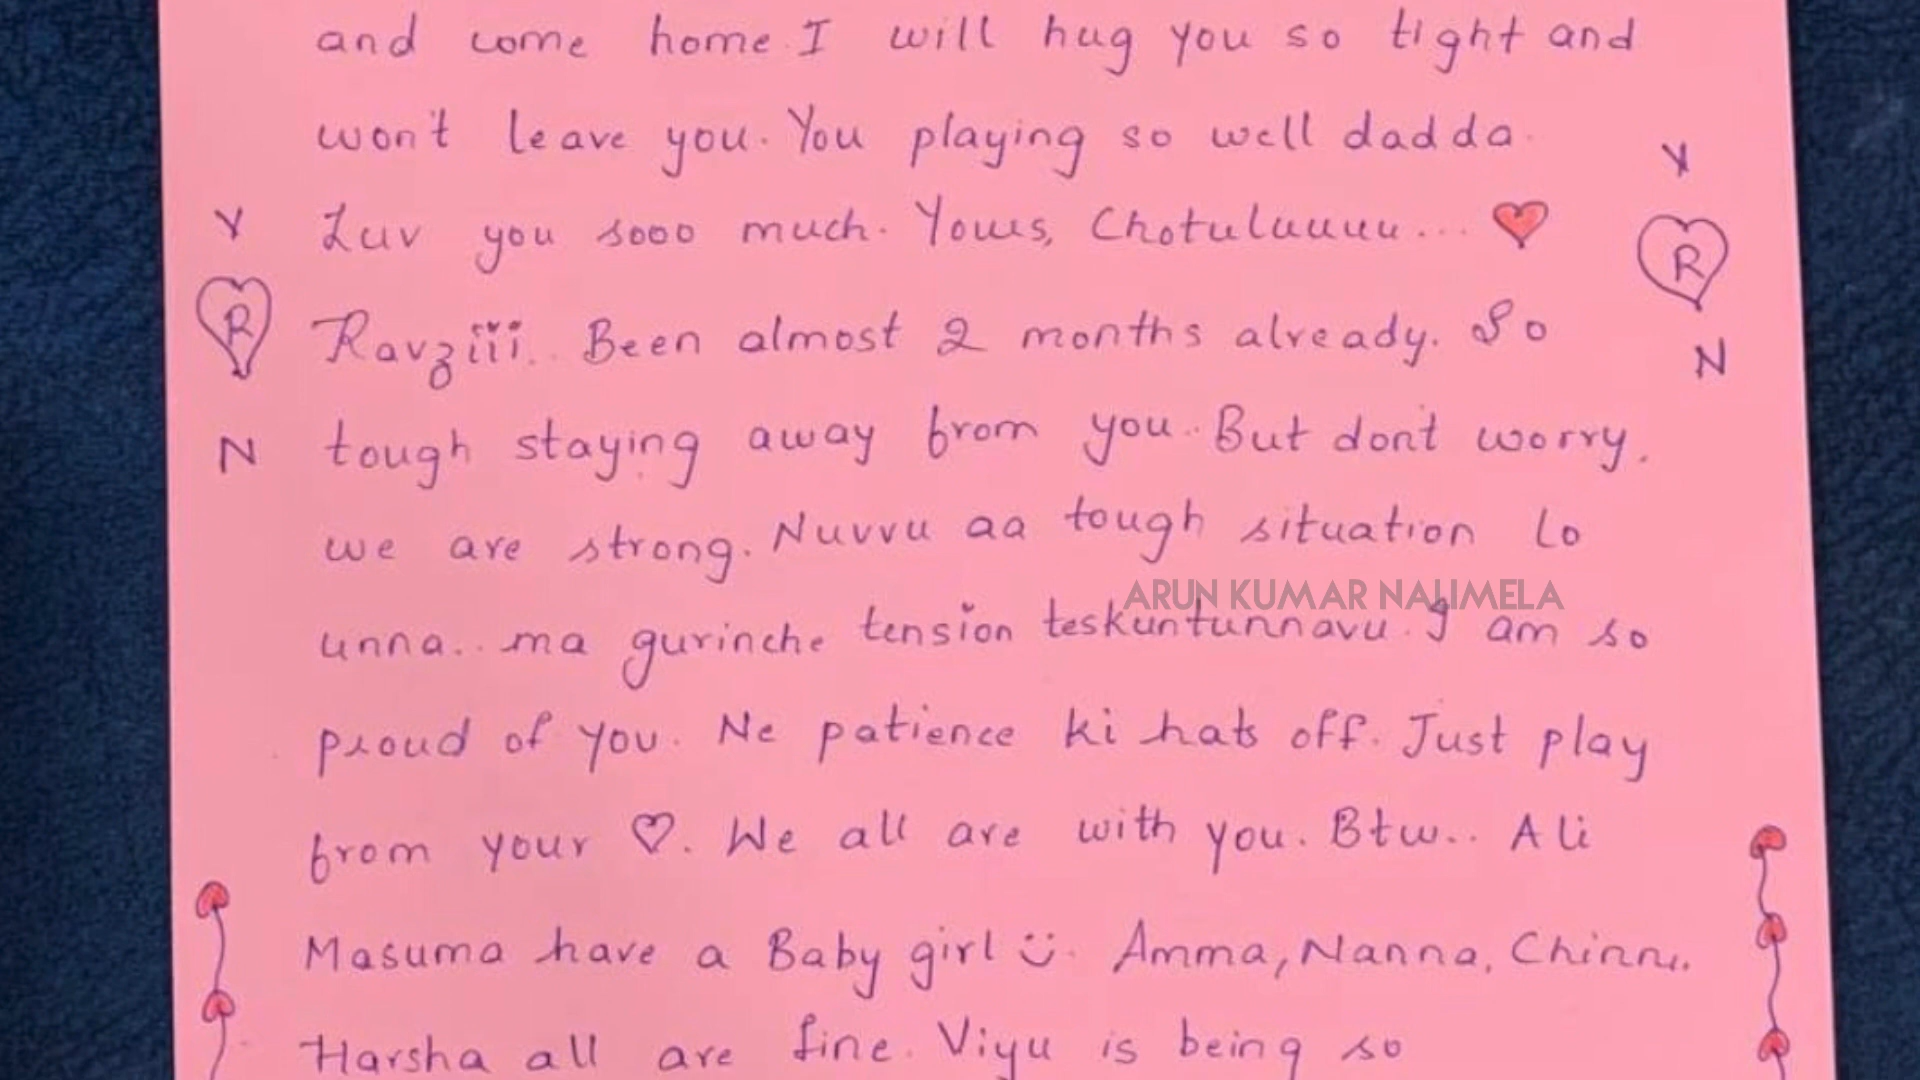 and come home. I will hug you so tight and
won't leave you. You playing so well dadda.
Y
Y
Luv you sooo much. Yours, Chotuluuuu... ❤
R
R
Ravziii.. Been almost 2 months already. So
N
N
tough staying away from you. But don't worry.
we are strong. Nuvvu aa tough situation lo
ARUN KUMAR NALIMELA
unna.. ma gurinche tension teskuntunnavu. I am so
proud of you. Ne patience ki hats off. Just play
from your ♡. We all are with you. Btw.. Ali
Masuma have a Baby girl :). Amma, Nanna, Chinnu.
Harsha all are fine. Viyu is being so